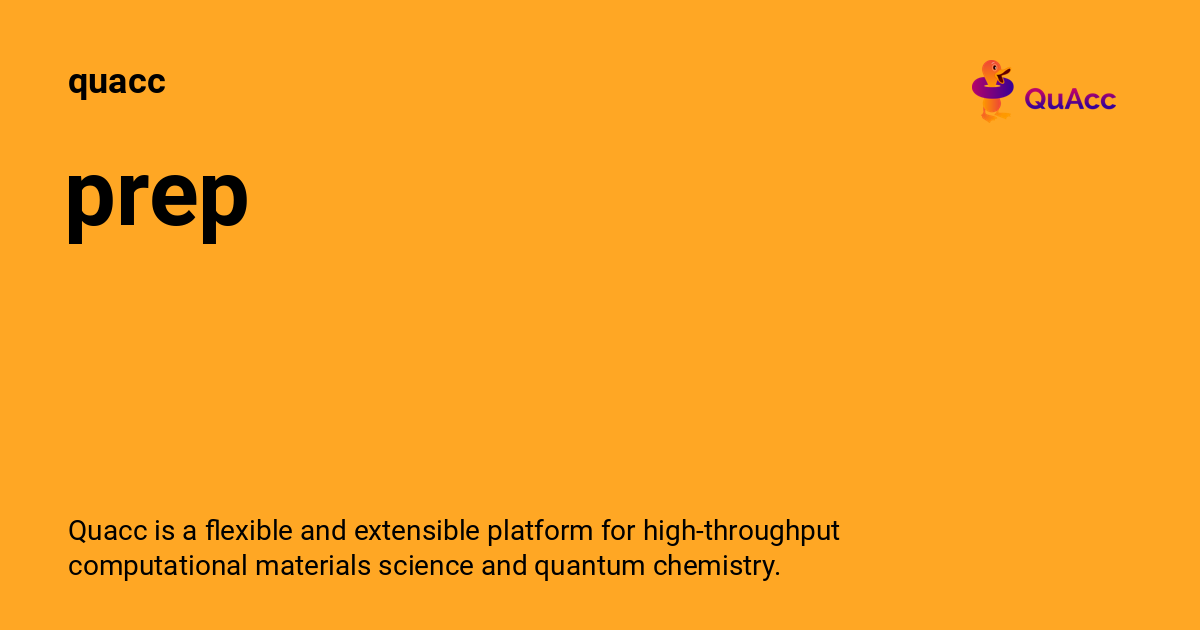 quacc
QuAcc
prep
Quacc is a flexible and extensible platform for high-throughput
computational materials science and quantum chemistry.